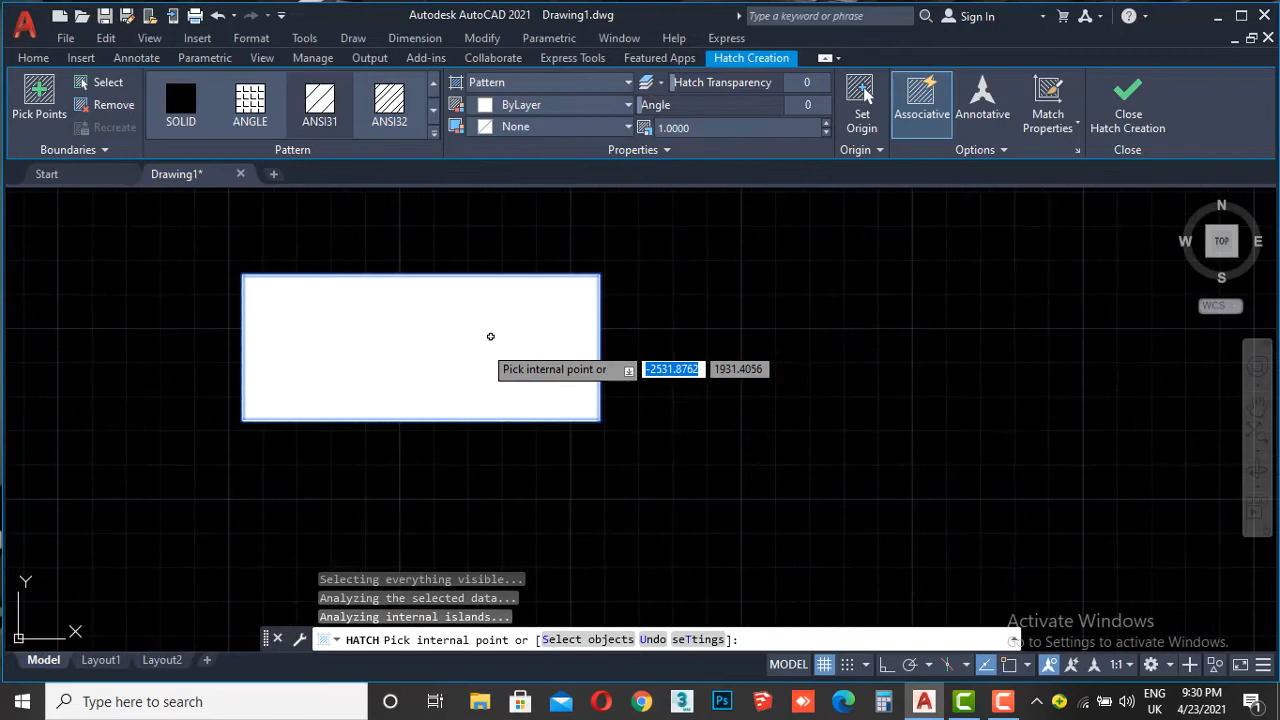 Autodesk AutoCAD 2021 Drawing1.dwg
Type a keyword or phrase
Sign In
File Edit View Insert Format Tools Draw Dimension Modify Parametric Window Help Express
Home Insert Annotate Parametric View Manage Output Add-ins Collaborate Express Tools Featured Apps Hatch Creation
Pick Points
Select
Remove
Recreate
Boundaries
SOLID
ANGLE
ANSI31
ANSI32
Pattern
Pattern
ByLayer
None
Hatch Transparency 0
Angle 0
1.0000
Properties
Set
Origin
Origin
Associative
Annotative
Match
Properties
Options
Close
Hatch Creation
Close
Start
Drawing1*
N
W TOP E
S
WCS
Pick internal point or -2531.8762 1931.4056
Y
X
Selecting everything visible...
Analyzing the selected data...
Analyzing internal islands...
HATCH Pick internal point or [Select objects Undo seTtings]:
Activate Windows
Go to Settings to activate Windows.
Model Layout1 Layout2
MODEL
1:1
Type here to search
3
Ps
A
C
C
ENG
UK
9:30 PM
4/23/2021
1